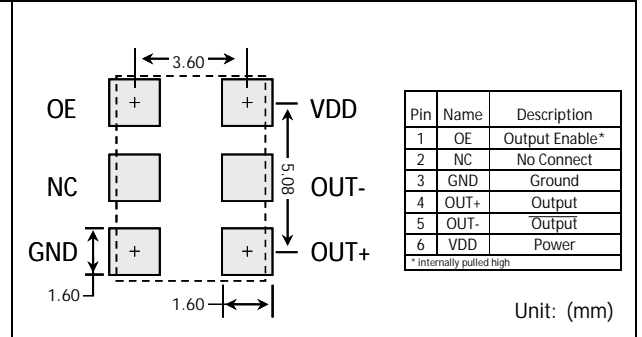 3.60
OE
VDD
NC
5.08
OUT-
GND
OUT+
1.60
1.60
Pin Name Description
1 OE Output Enable*
2 NC No Connect
3 GND Ground
4 OUT+ Output
5 OUT- Output
6 VDD Power
* internally pulled high
Unit: (mm)